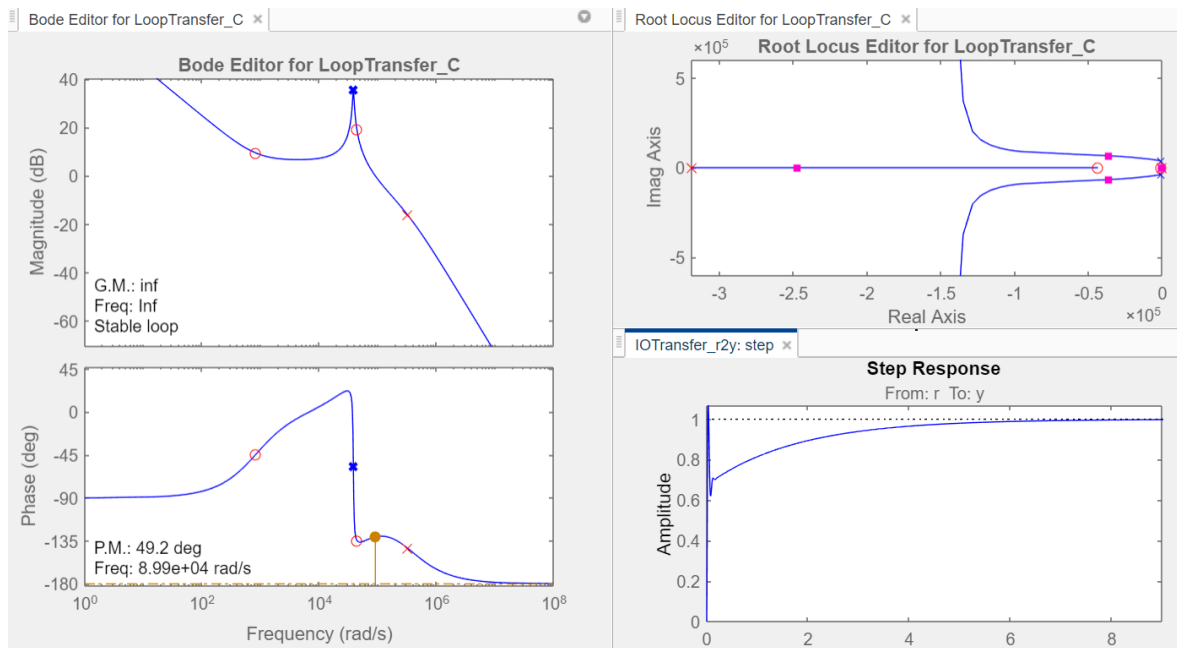 Bode Editor for LoopTransfer_C ×
Bode Editor for LoopTransfer_C
Magnitude (dB)
40
20
0
-20
-40
-60
G.M.: inf
Freq: Inf
Stable loop
Phase (deg)
45
0
-45
-90
-135
-180
P.M.: 49.2 deg
Freq: 8.99e+04 rad/s
10^0 10^2 10^4 10^6 10^8
Frequency (rad/s)
Root Locus Editor for LoopTransfer_C ×
×10^5
Root Locus Editor for LoopTransfer_C
Imag Axis
5
0
-5
-3 -2.5 -2 -1.5 -1 -0.5 0
Real Axis
×10^5
IOTransfer_r2y: step ×
Step Response
From: r To: y
Amplitude
1
0.8
0.6
0.4
0.2
0
0 2 4 6 8